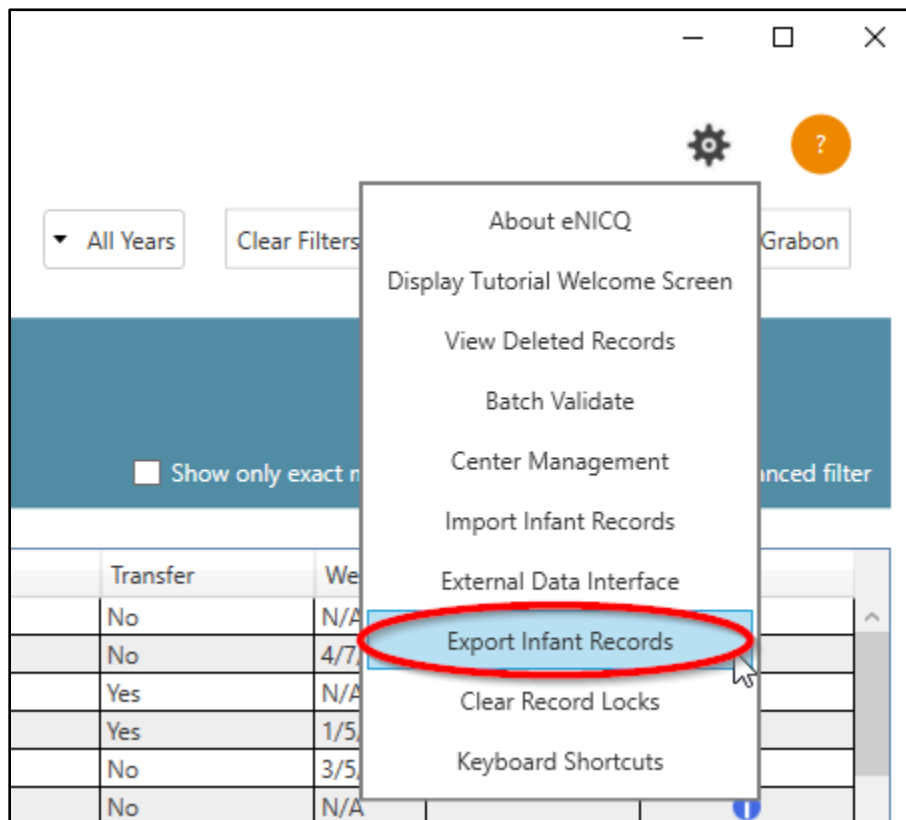 ?
All Years
Clear Filters
Grabon
About eNICQ
Display Tutorial Welcome Screen
View Deleted Records
Batch Validate
Center Management
Import Infant Records
External Data Interface
Export Infant Records
Clear Record Locks
Keyboard Shortcuts
Show only exact
filter
Transfer
No N/A
No 4/7/
Yes N/A
Yes 1/5/
No 3/5/
No N/A